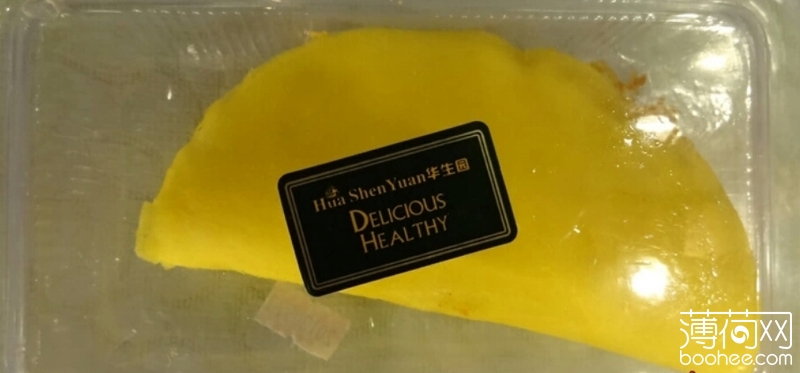 Hua ShenYuan华生园
DELICIOUS
HEALTHY
薄荷网
boohee.com